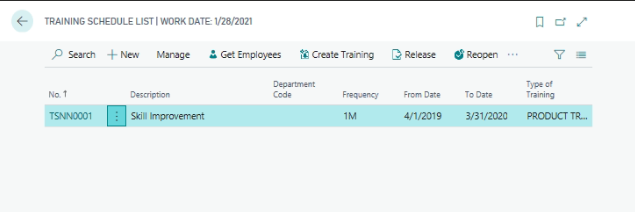 TRAINING SCHEDULE LIST | WORK DATE: 1/28/2021
Search New Manage Get Employees Create Training Release Reopen ...
No. ↑ Description Department Code Frequency From Date To Date Type of Training
TSNN0001 Skill Improvement 1M 4/1/2019 3/31/2020 PRODUCT TR...